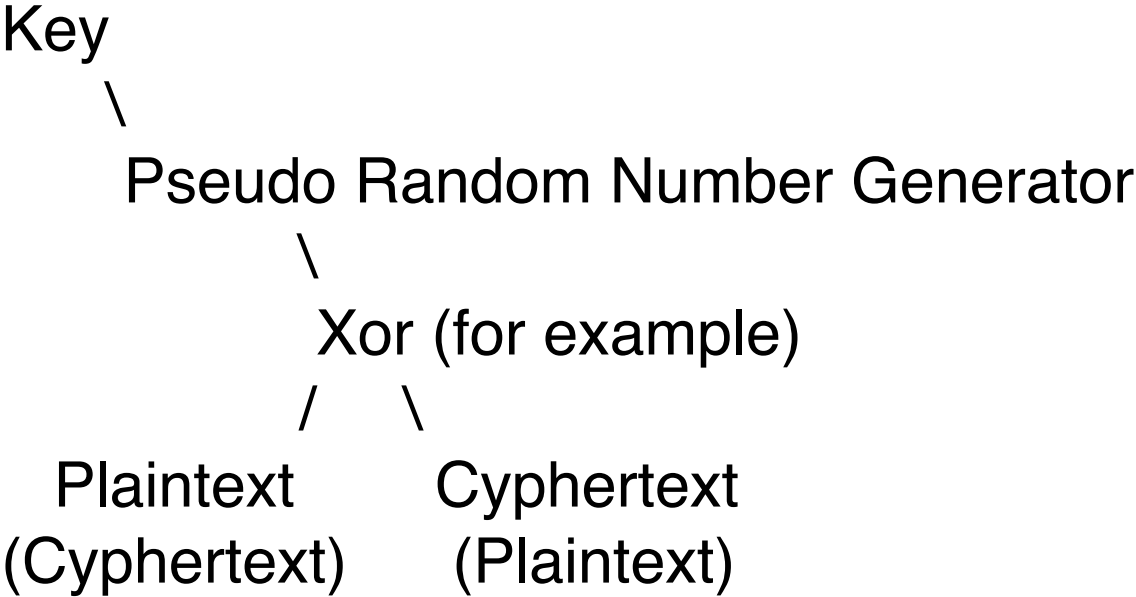 Key
\
Pseudo Random Number Generator
\
Xor (for example)
/ \
Plaintext Cyphertext
(Cyphertext) (Plaintext)